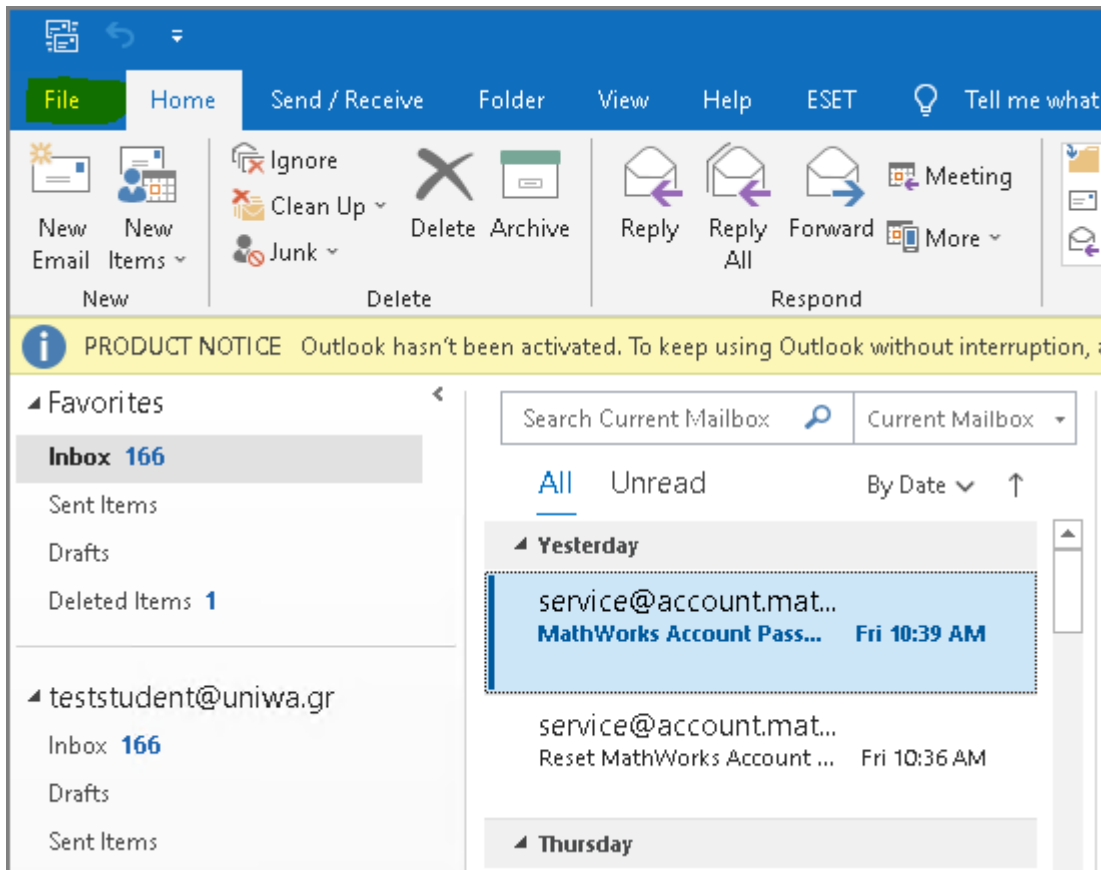 File Home Send / Receive Folder View Help ESET Tell me what
New Email
New Items
Ignore
Clean Up
Junk
Delete
Archive
Reply
Reply All
Forward
Meeting
More
New Delete Respond
PRODUCT NOTICE Outlook hasn't been activated. To keep using Outlook without interruption,
Favorites
Inbox 166
Sent Items
Drafts
Deleted Items 1
teststudent@uniwa.gr
Inbox 166
Drafts
Sent Items
Search Current Mailbox Current Mailbox
All Unread By Date
Yesterday
service@account.mat...
MathWorks Account Pass... Fri 10:39 AM
service@account.mat...
Reset MathWorks Account ... Fri 10:36 AM
Thursday